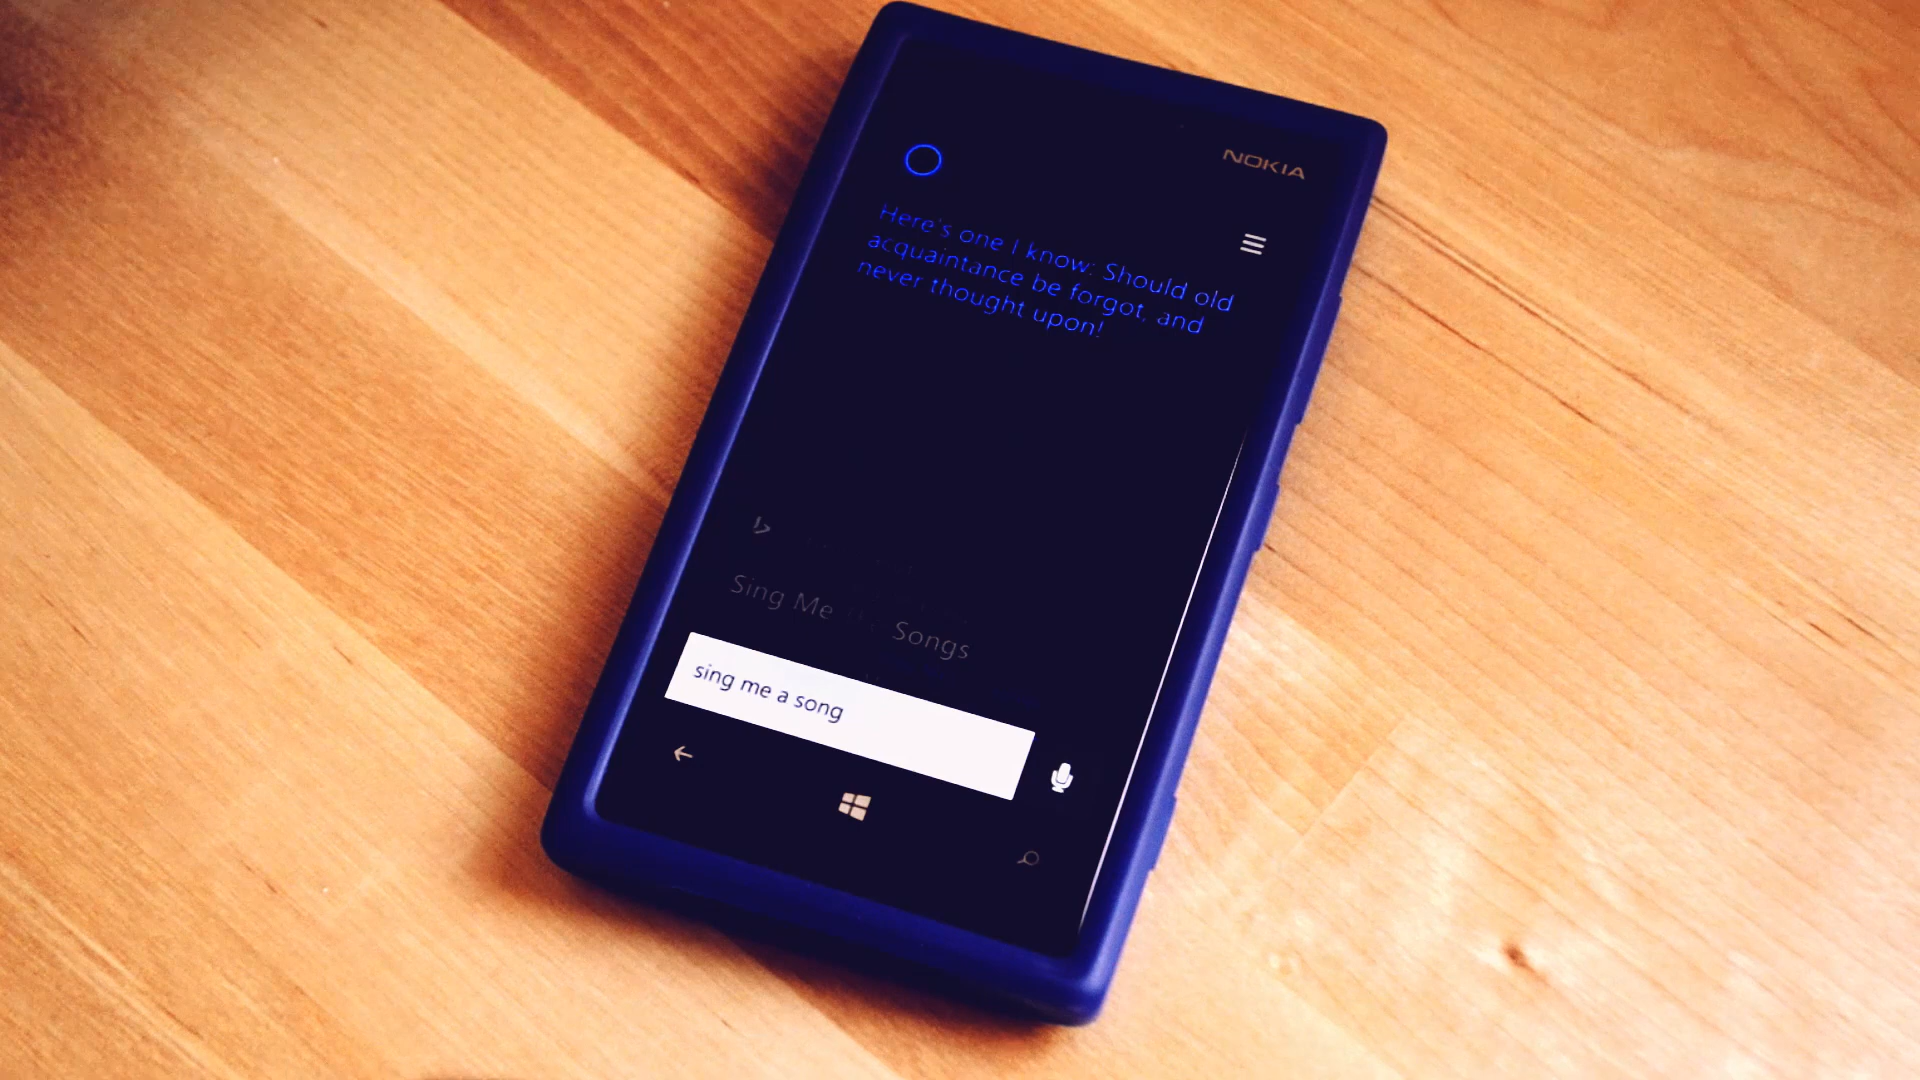 NOKIA
Here's one I know: Should old
acquaintance be forgot, and
never thought upon!
Sing Me Songs
sing me a song